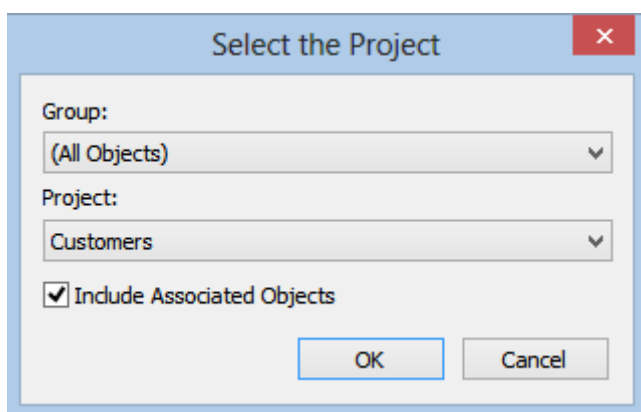 Select the Project
Group:
(All Objects)
Project:
Customers
Include Associated Objects
OK Cancel